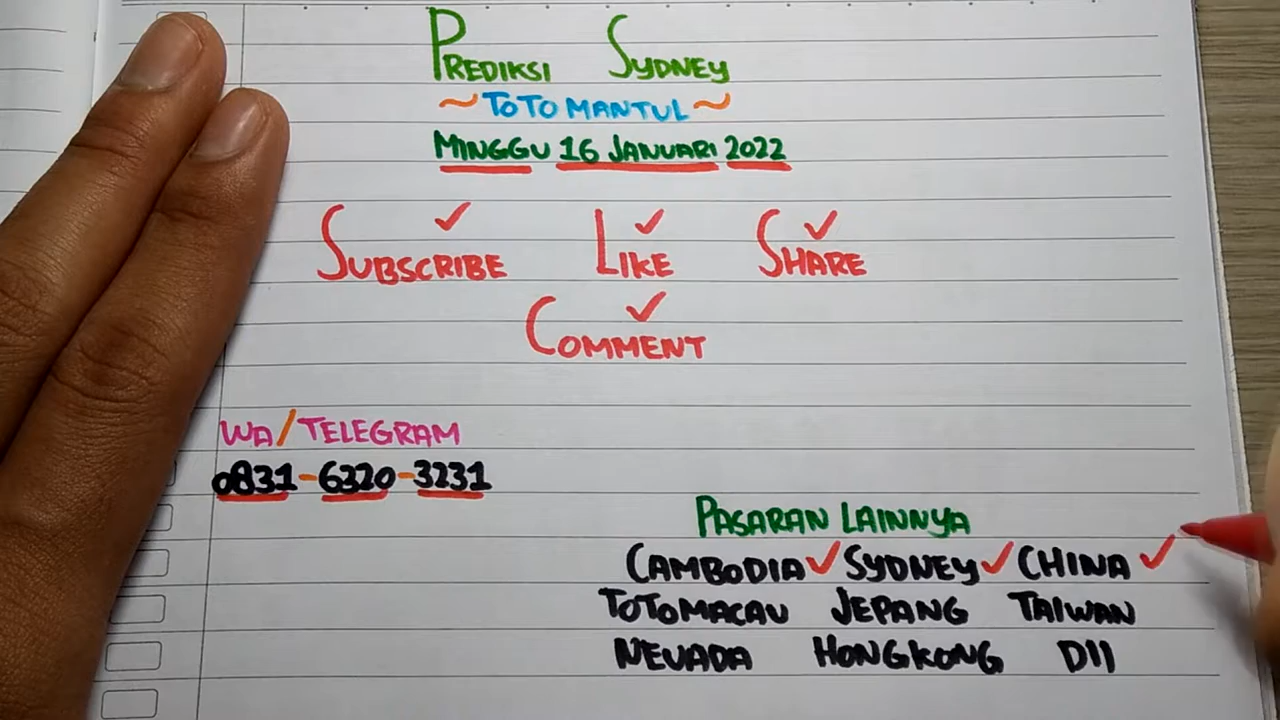 PREDIKSI SYDNEY
~ TOTO MANTUL ~
MINGGU 16 JANUARI 2022
SUBSCRIBE LIKE SHARE
COMMENT
WA/TELEGRAM
0831-6320-3231
PASARAN LAINNYA
CAMBODIA ✓ SYDNEY ✓ CHINA ✓
TOTOMACAU JEPANG TAIWAN
NEVADA HONGKONG Dll